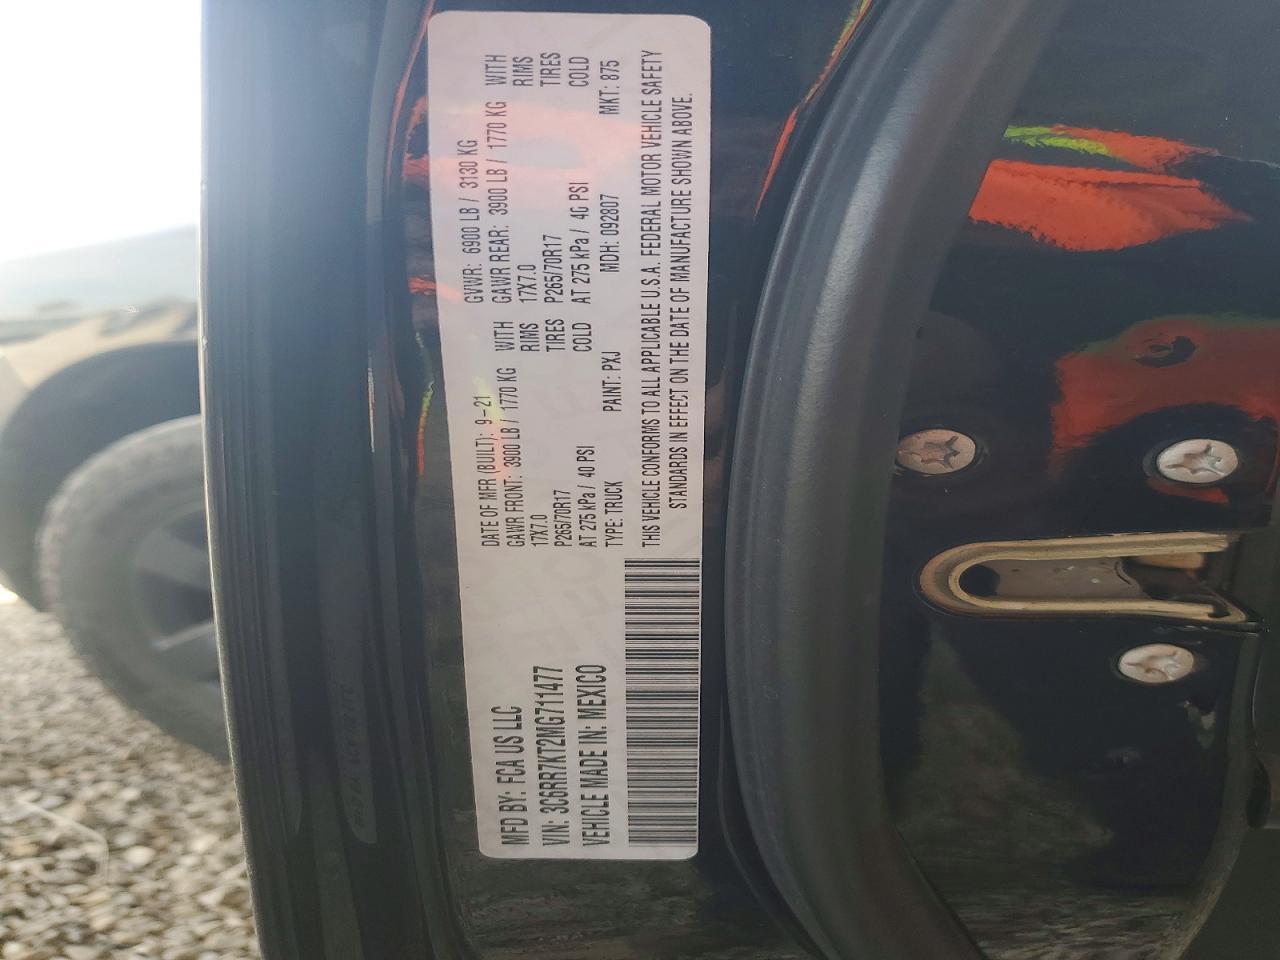 MFD BY: FCA US LLC
VIN: 3C6RR7KT2MG711477
VEHICLE MADE IN: MEXICO
DATE OF MFR (BUILT): 9-21 GVWR: 6900 LB / 3130 KG
GAWR FRONT: 3900 LB / 1770 KG WITH GAWR REAR: 3900 LB / 1770 KG WITH
17X7.0 RIMS 17X7.0 RIMS
P265/70R17 TIRES P265/70R17 TIRES
AT 275 kPa / 40 PSI COLD AT 275 kPa / 40 PSI COLD
TYPE: TRUCK PAINT: PXJ MDH: 092807 MKT: 875
THIS VEHICLE CONFORMS TO ALL APPLICABLE U.S.A. FEDERAL MOTOR VEHICLE SAFETY
STANDARDS IN EFFECT ON THE DATE OF MANUFACTURE SHOWN ABOVE.